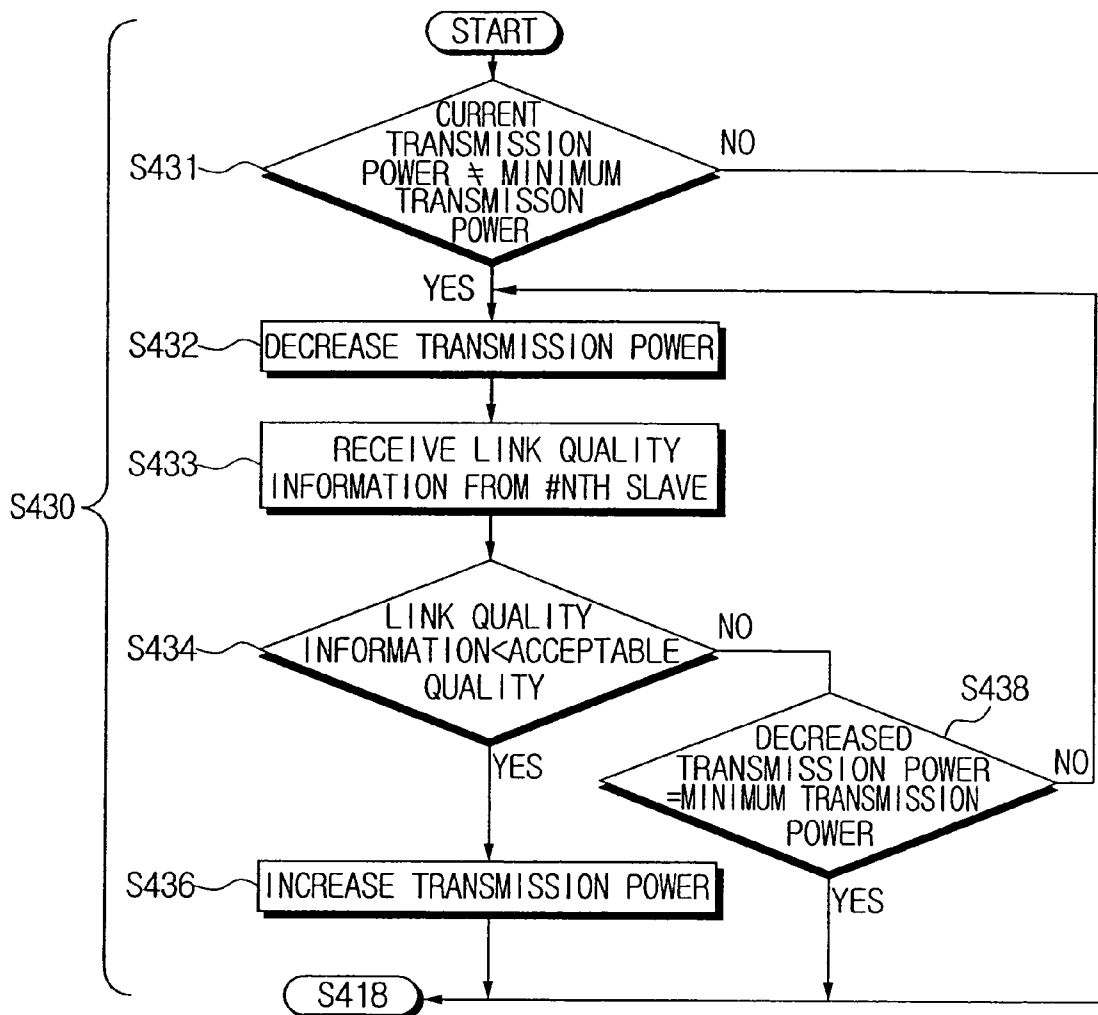 START
CURRENT
TRANSMISSION
POWER ≠ MINIMUM
TRANSMISSON
POWER
NO
S431
YES
S432
DECREASE TRANSMISSION POWER
S433
RECEIVE LINK QUALITY
INFORMATION FROM #NTH SLAVE
S430
S434
LINK QUALITY
INFORMATION<ACCEPTABLE
QUALITY
NO
S438
YES
DECREASED
TRANSMISSION POWER
=MINIMUM TRANSMISSION
POWER
NO
S436
INCREASE TRANSMISSION POWER
YES
S418